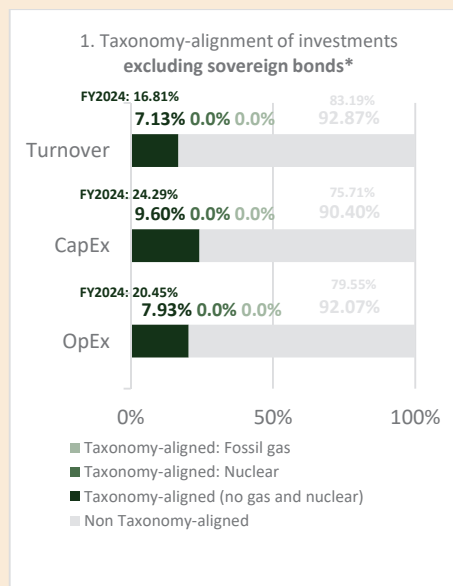 1. Taxonomy-alignment of investments
excluding sovereign bonds*
FY2024: 16.81% 83.19%
7.13% 0.0% 0.0% 92.87%
Turnover
FY2024: 24.29% 75.71%
9.60% 0.0% 0.0% 90.40%
CapEx
FY2024: 20.45% 79.55%
7.93% 0.0% 0.0% 92.07%
OpEx
0% 50% 100%
Taxonomy-aligned: Fossil gas
Taxonomy-aligned: Nuclear
Taxonomy-aligned (no gas and nuclear)
Non Taxonomy-aligned